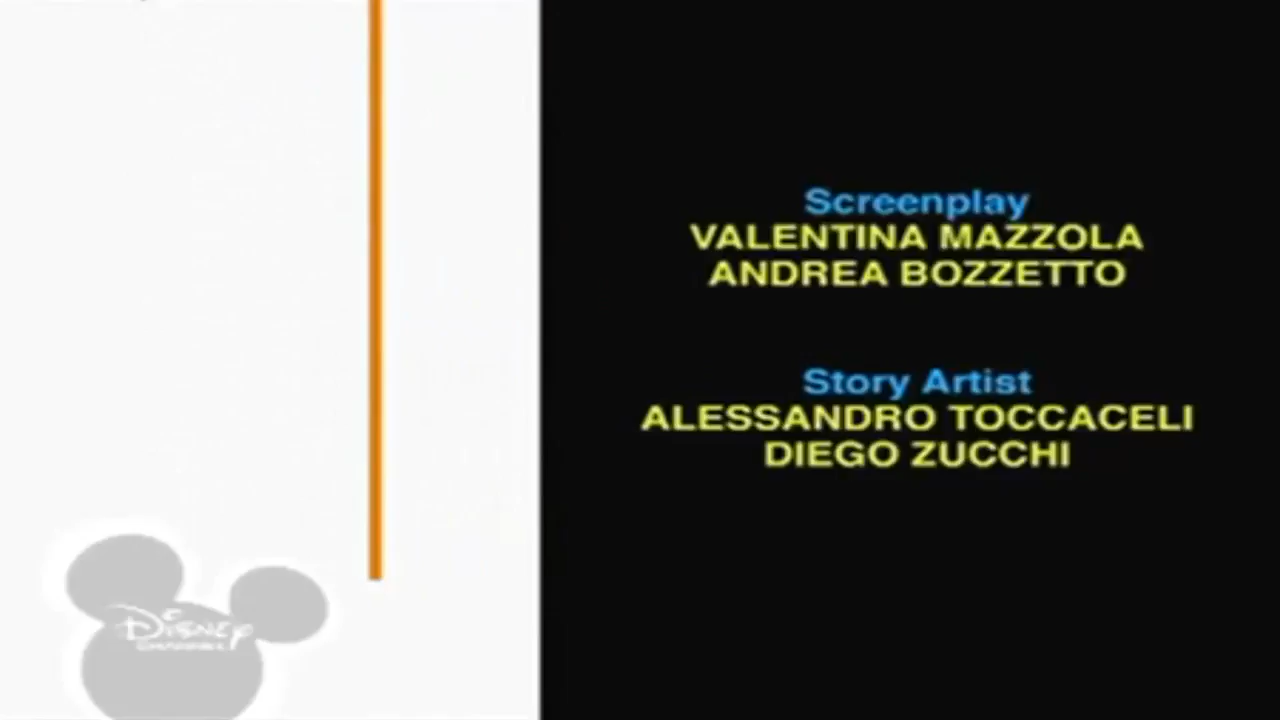 Screenplay
VALENTINA MAZZOLA
ANDREA BOZZETTO
Story Artist
ALESSANDRO TOCCACELI
DIEGO ZUCCHI
Disney